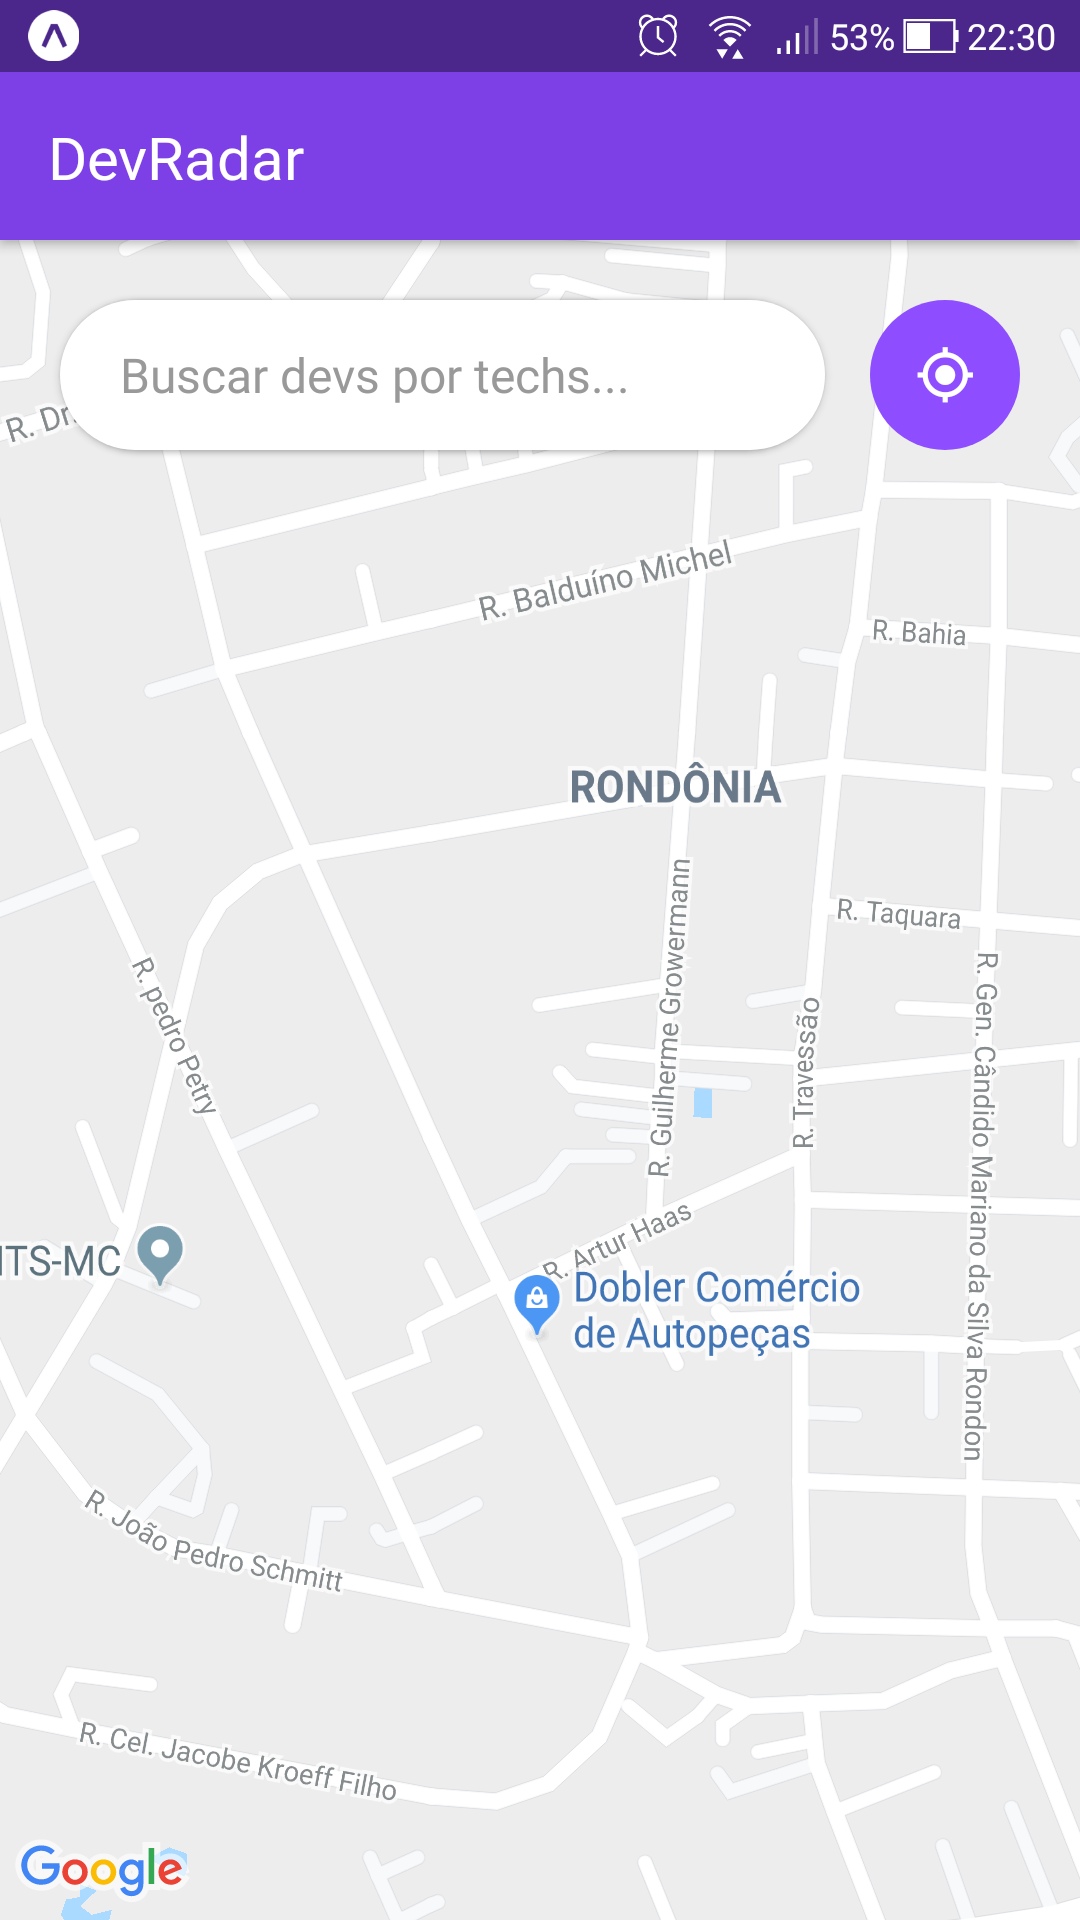 53% 22:30
DevRadar
Buscar devs por techs...
R. Dr.
R. Balduíno Michel
R. Bahia
RONDÔNIA
R. Guilherme Growermann
R. Taquara
R. pedro Petry
R. Travessão
R. Gen. Cândido Mariano da Silva Rondon
R. Artur Haas
ITS-MC
Dobler Comércio
de Autopeças
R. João Pedro Schmitt
R. Cel. Jacobe Kroeff Filho
Google